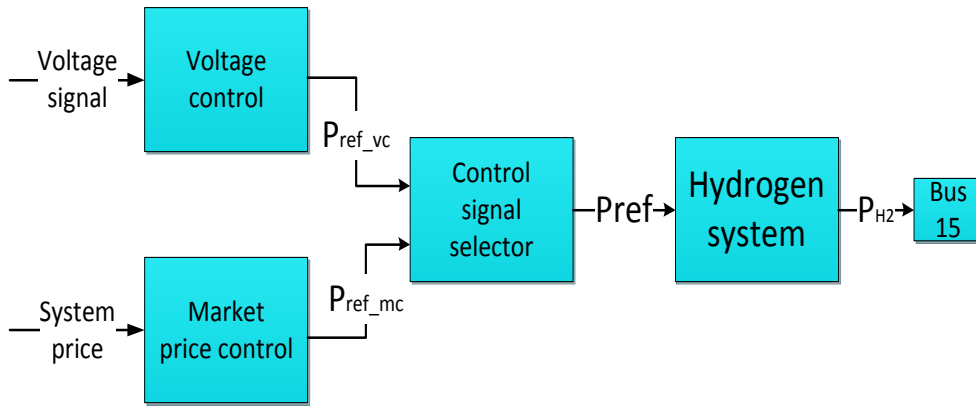 Voltage
signal
Voltage
control
Pref_vc
System
price
Market
price control
Pref_mc
Control
signal
selector
Pref
Hydrogen
system
PH2
Bus
15